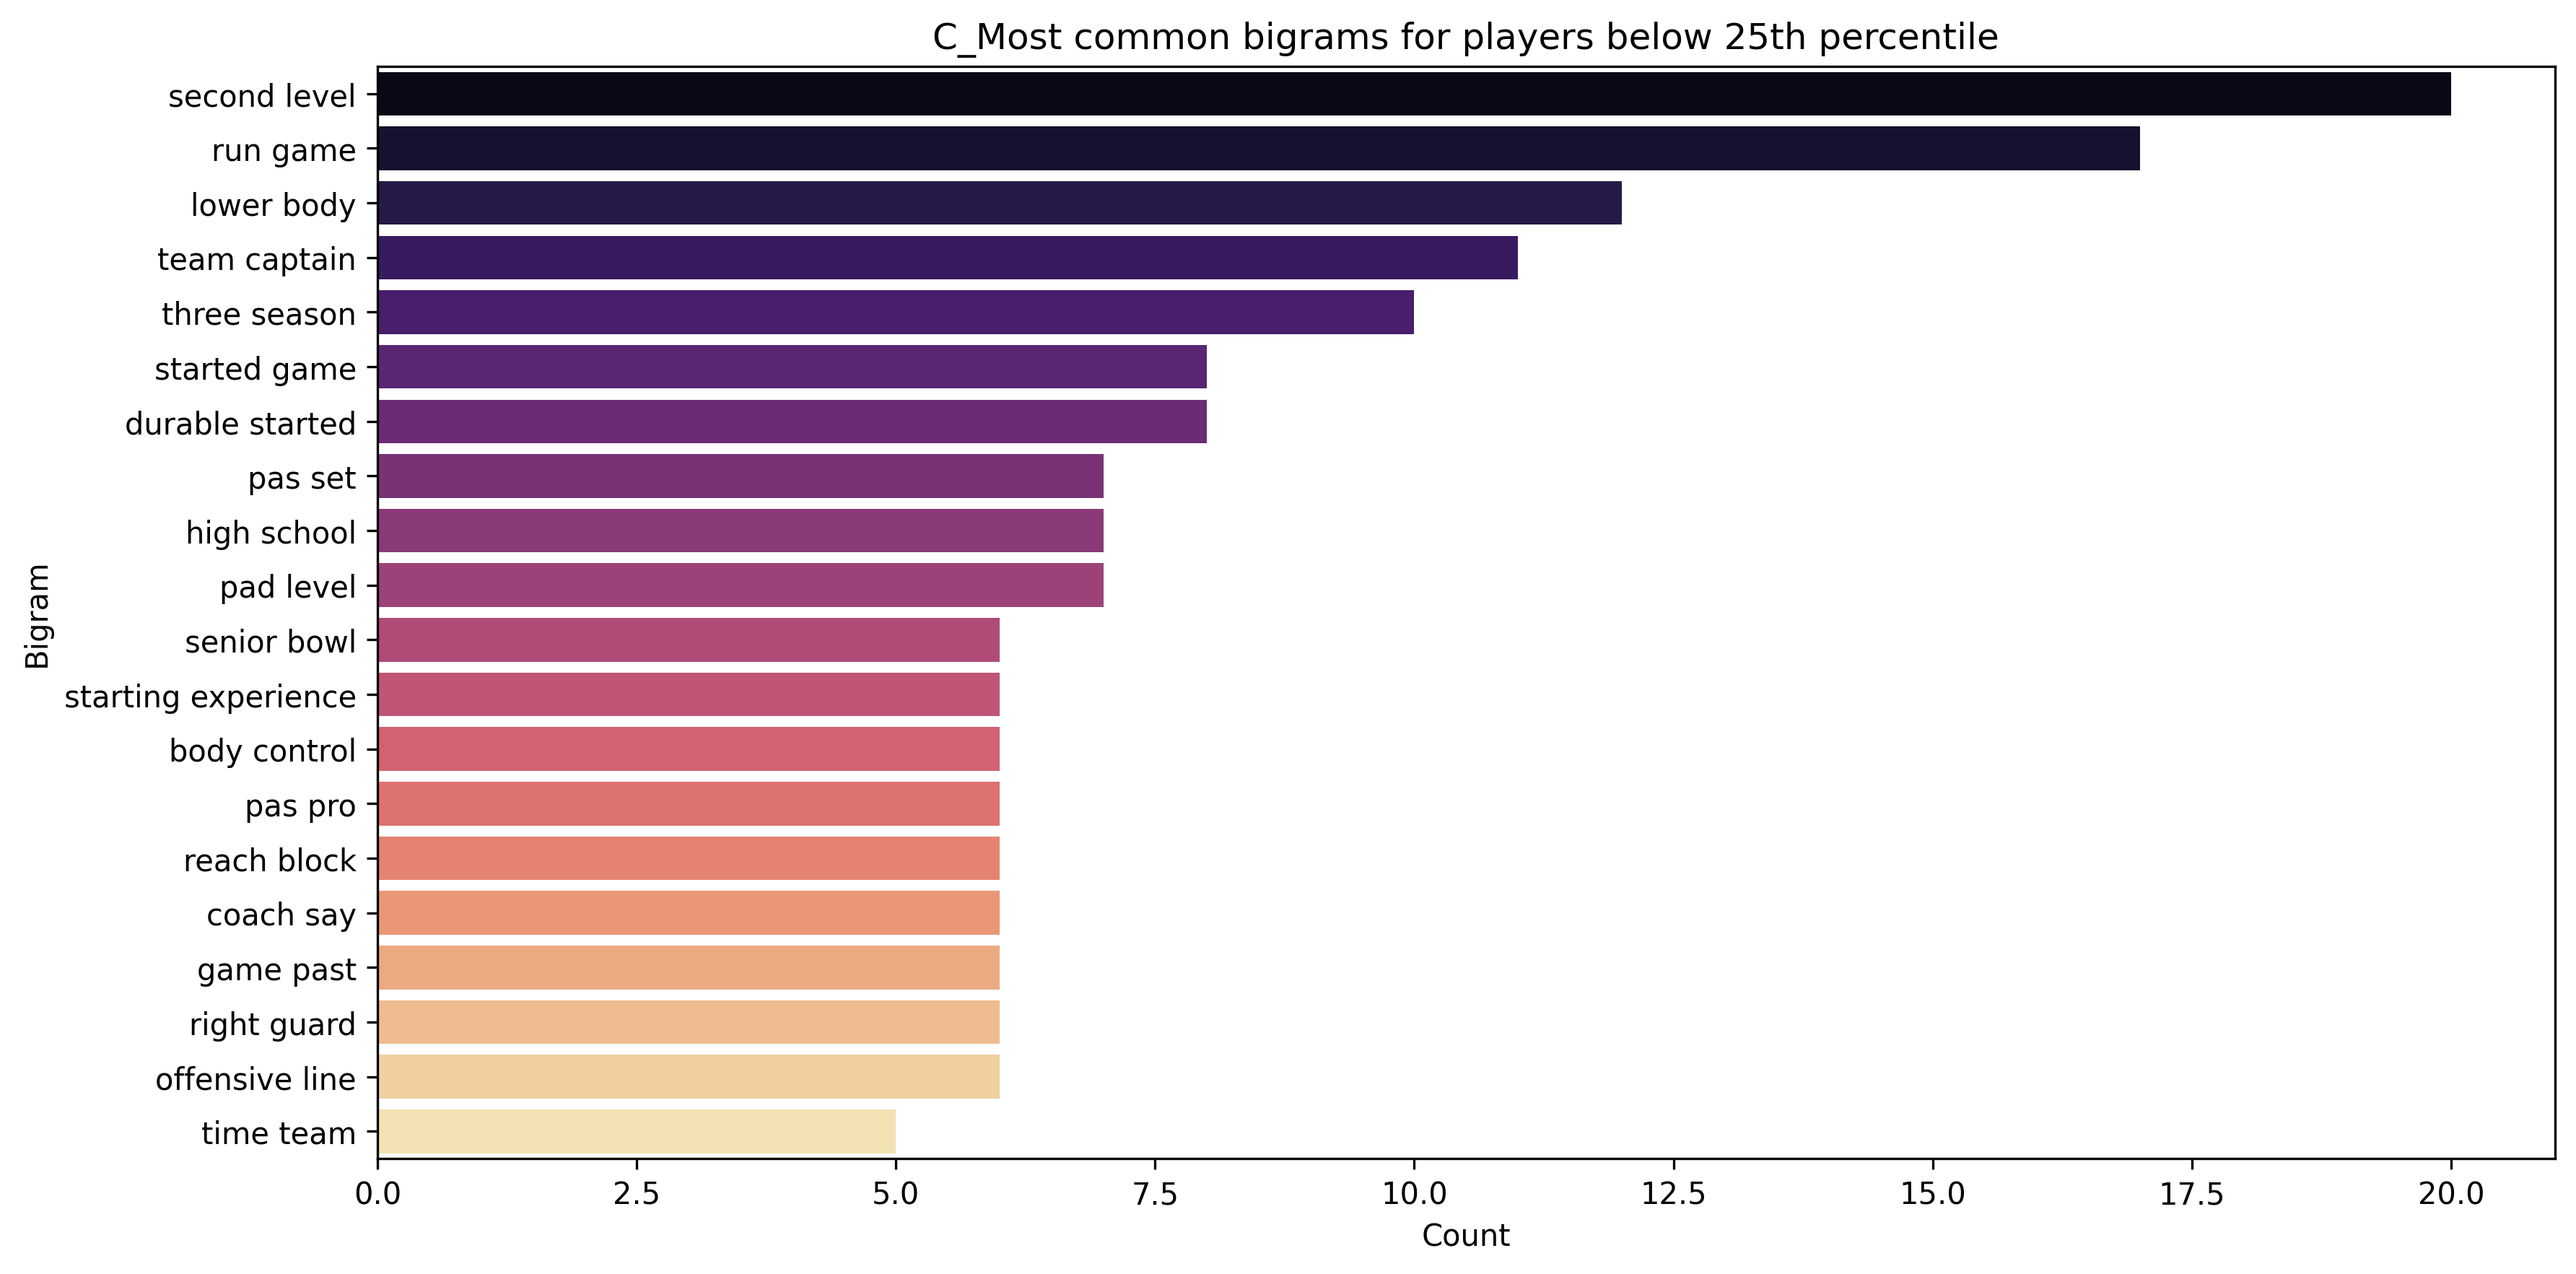 C_Most common bigrams for players below 25th percentile
second level
run game
lower body
team captain
three season
started game
durable started
pas set
high school
pad level
senior bowl
starting experience
body control
pas pro
reach block
coach say
game past
right guard
offensive line
time team
Bigram
0.0 2.5 5.0 7.5 10.0 12.5 15.0 17.5 20.0
Count